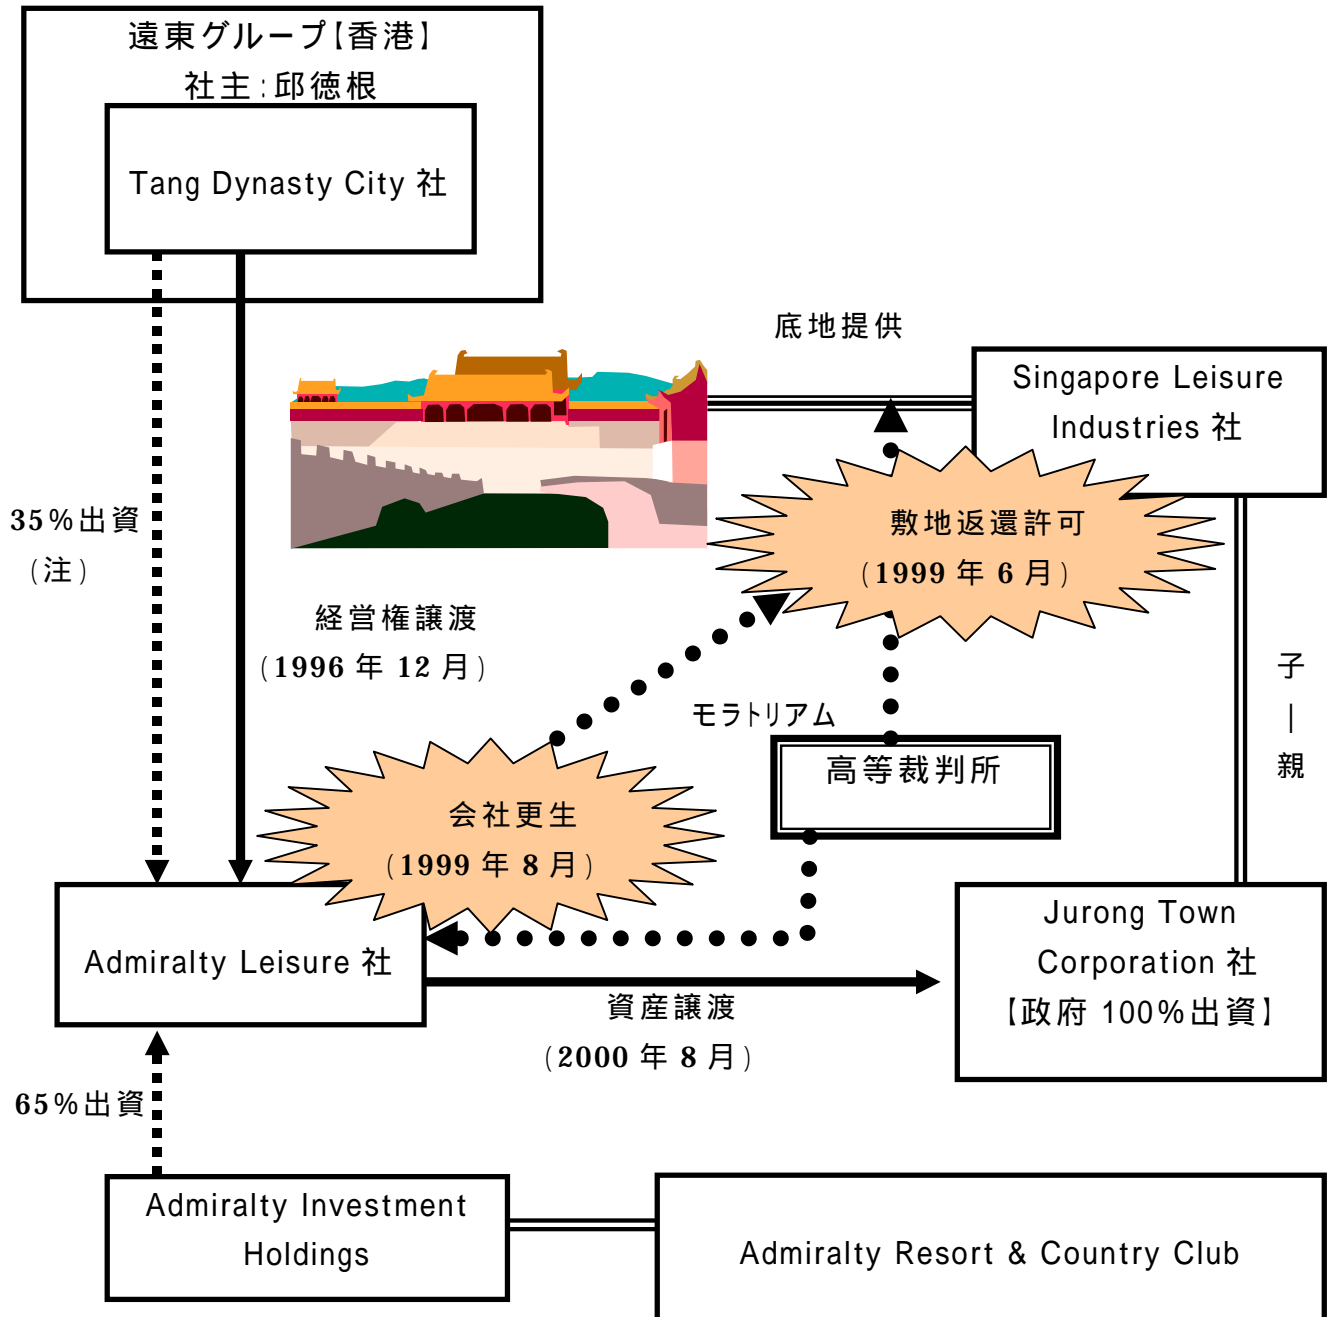 遠東グループ【香港】
社主:邱徳根
Tang Dynasty City 社
底地提供
Singapore Leisure
Industries 社
35%出資
(注)
敷地返還許可
(1999 年 6 月)
経営権譲渡
(1996 年 12 月)
子
|
親
モラトリアム
高等裁判所
会社更生
(1999 年 8 月)
Admiralty Leisure 社
Jurong Town
Corporation 社
【政府 100%出資】
資産譲渡
(2000 年 8 月)
65%出資
Admiralty Investment
Holdings
Admiralty Resort & Country Club